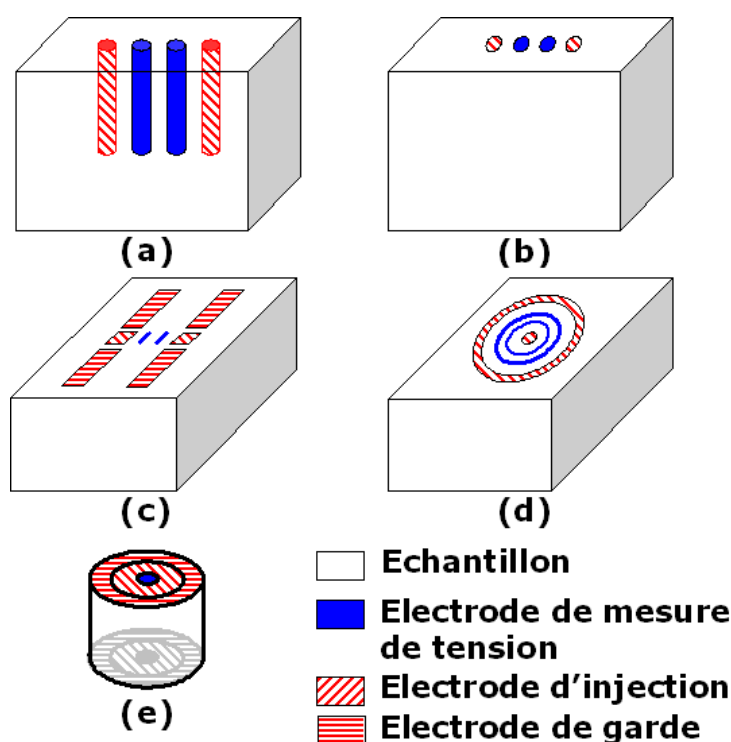 (a)
(b)
(c)
(d)
(e)
Echantillon
Electrode de mesure
de tension
Electrode d'injection
Electrode de garde